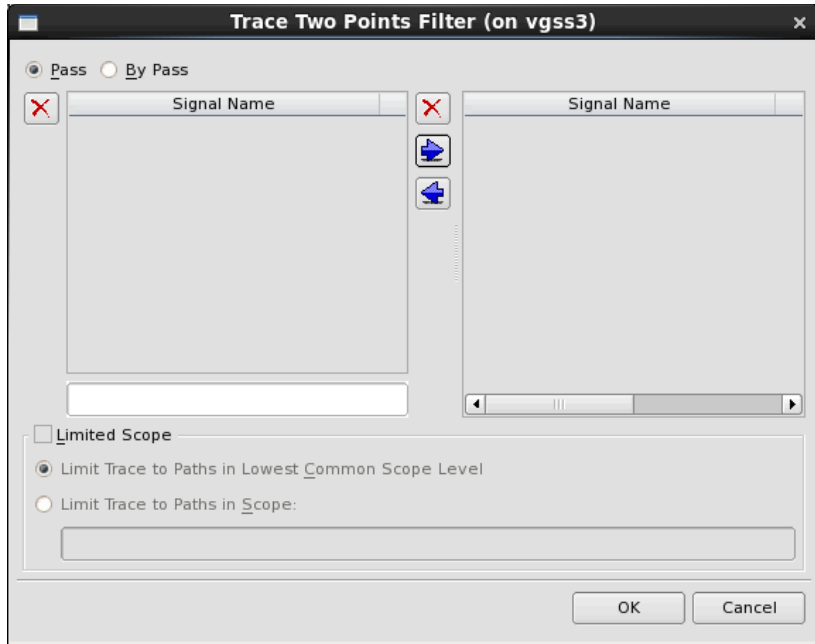 Trace Two Points Filter (on vgss3)
Pass By Pass
Signal Name Signal Name
Limited Scope
Limit Trace to Paths in Lowest Common Scope Level
Limit Trace to Paths in Scope:
OK Cancel